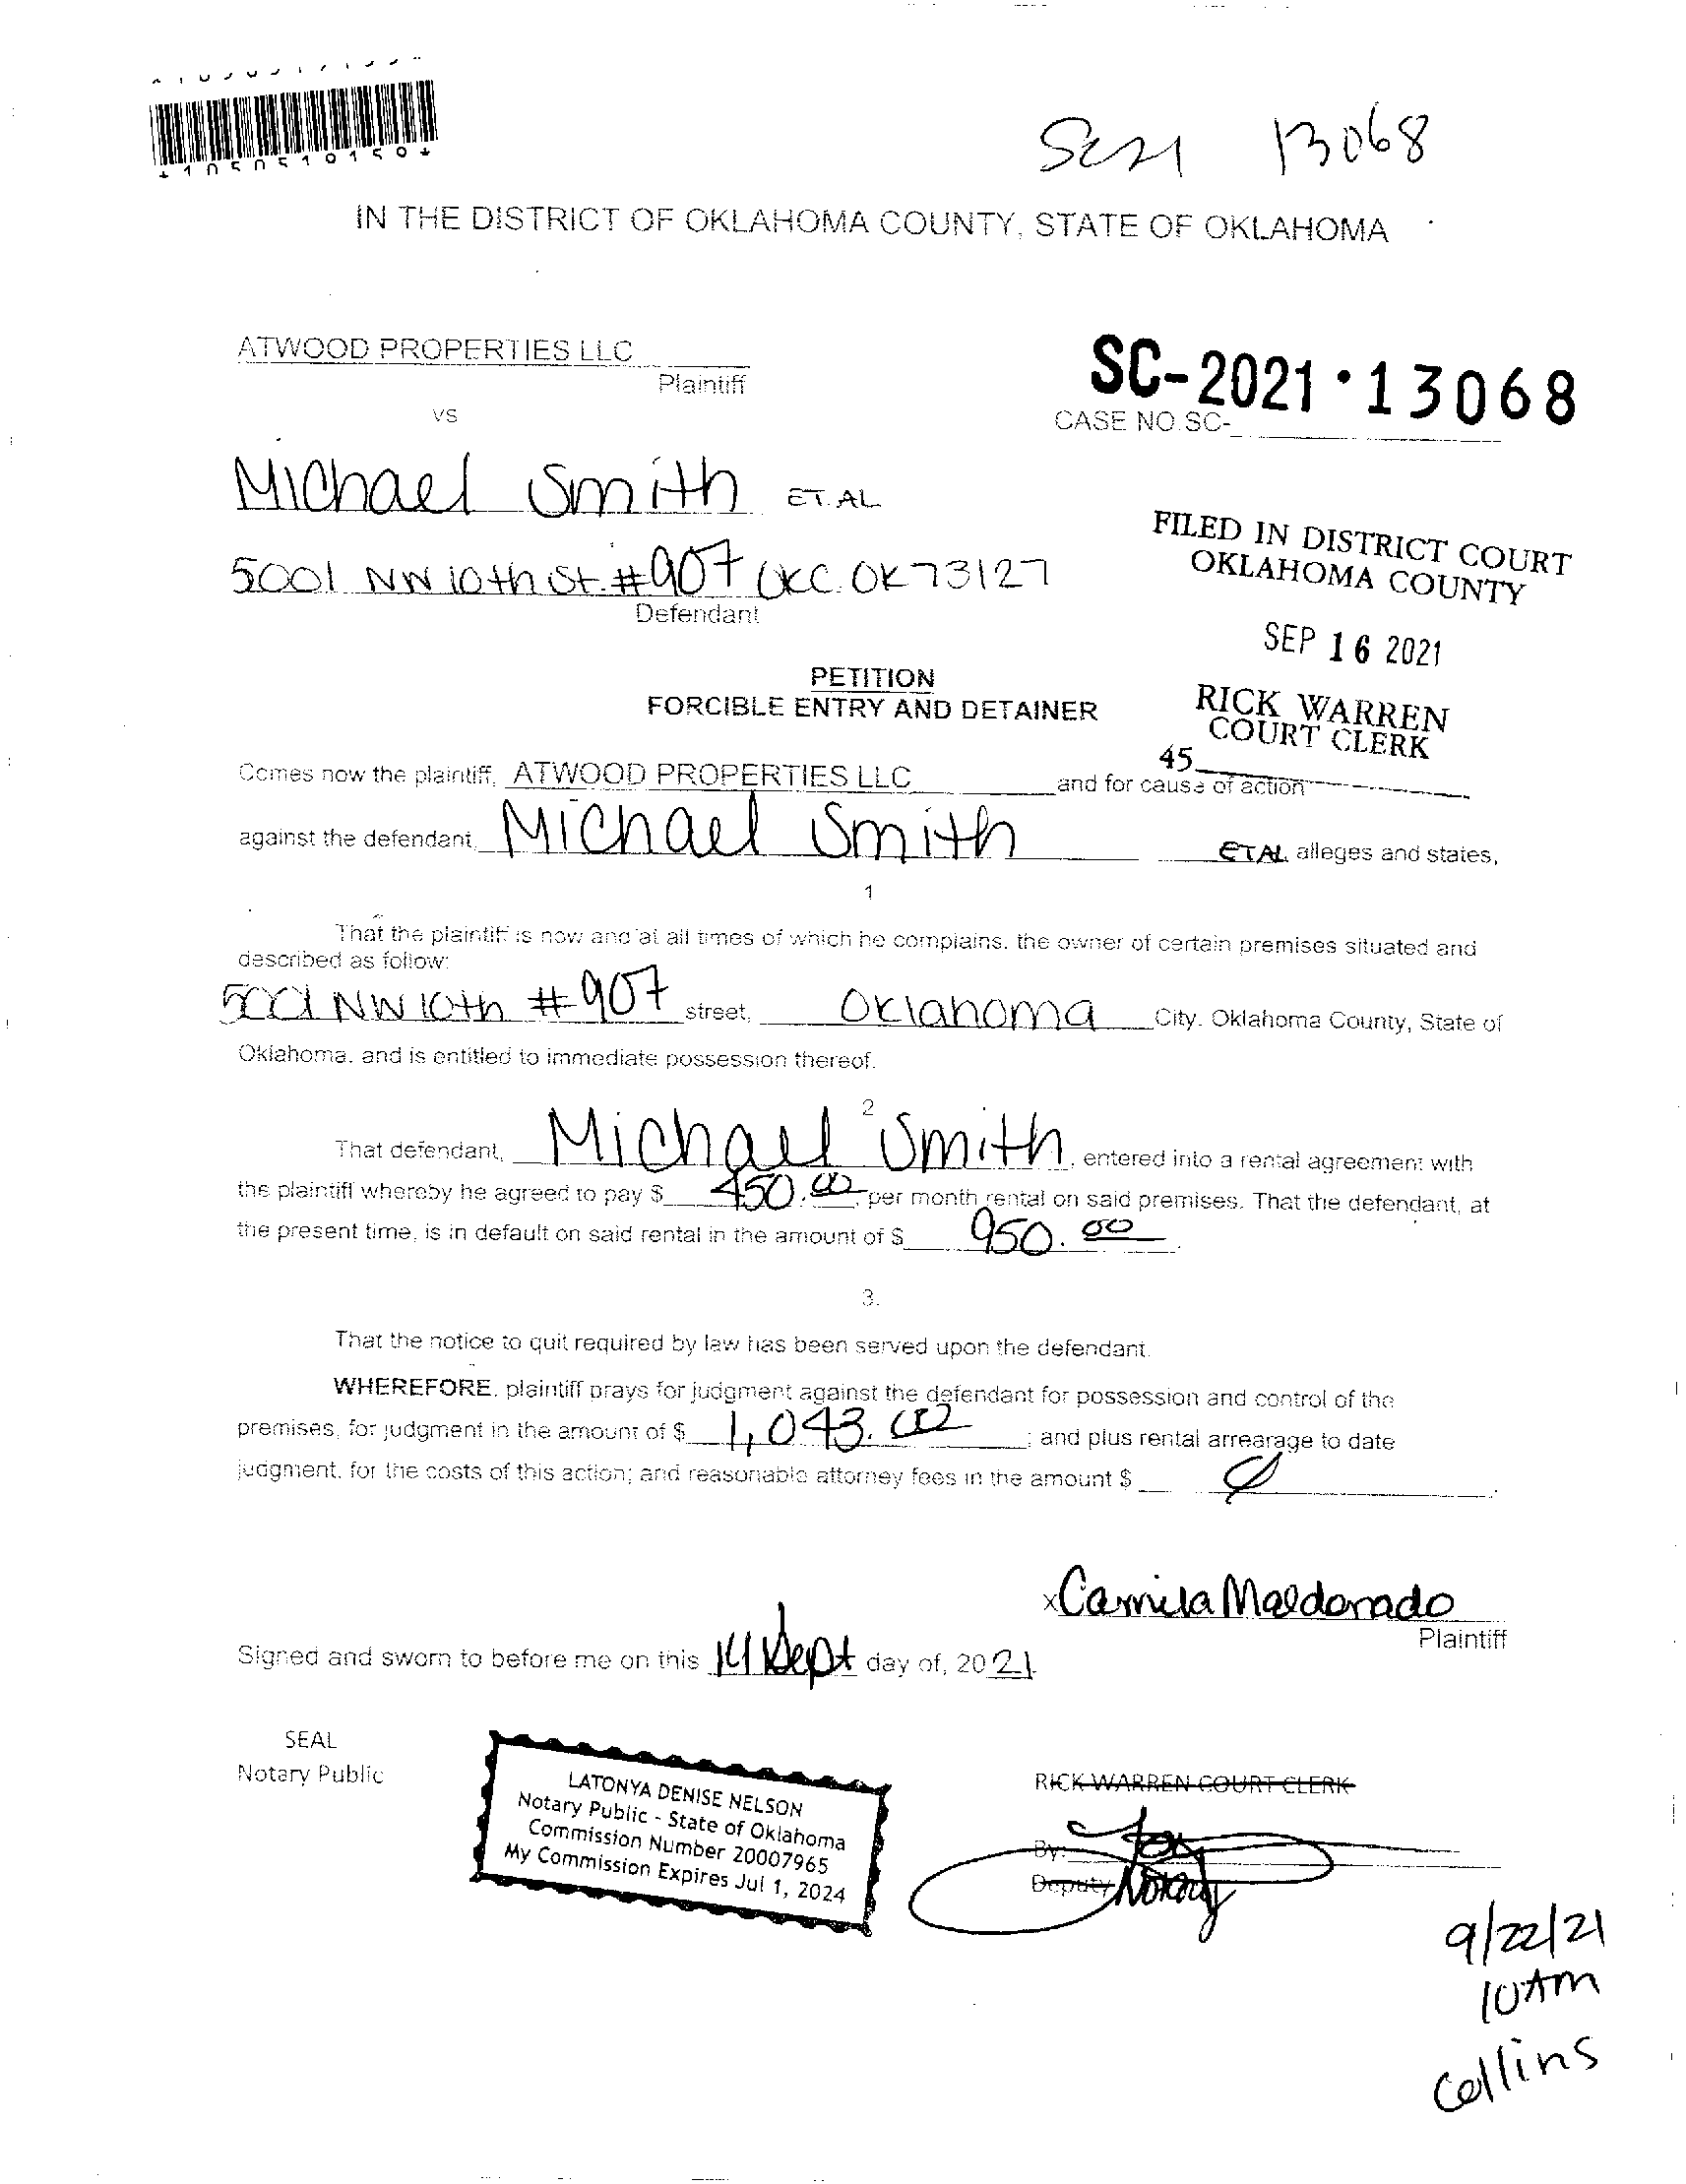 SC21 13068
IN THE DISTRICT OF OKLAHOMA COUNTY, STATE OF OKLAHOMA
ATWOOD PROPERTIES LLC
Plaintiff
SC-2021·13068
vs
CASE NO.SC-
Michael Smith ET.AL
5001 NW 10th St. #907 OKC. OK 73127
Defendant
FILED IN DISTRICT COURT
OKLAHOMA COUNTY
SEP 16 2021
RICK WARREN
COURT CLERK
45
PETITION
FORCIBLE ENTRY AND DETAINER
Comes now the plaintiff, ATWOOD PROPERTIES LLC and for cause of action
against the defendant, Michael Smith ETAL alleges and states,
1
That the plaintiff is now and at all times of which he complains, the owner of certain premises situated and
described as follow:
5001 NW 10th #907 street, Oklahoma City. Oklahoma County, State of
Oklahoma. and is entitled to immediate possession thereof.
2
That defendant, Michael Smith, entered into a rental agreement with
the plaintiff whereby he agreed to pay $ 450.00, per month rental on said premises. That the defendant, at
the present time, is in default on said rental in the amount of $ 950.00
3.
That the notice to quit required by law has been served upon the defendant.
WHEREFORE, plaintiff prays for judgment against the defendant for possession and control of the
premises, for judgment in the amount of $ 1,043.00; and plus rental arrearage to date
judgment, for the costs of this action; and reasonable attorney fees in the amount $ 0
x Camila Maldonado
Plaintiff
Signed and sworn to before me on this 14 Sept day of, 2021.
SEAL
Notary Public
LATONYA DENISE NELSON
Notary Public - State of Oklahoma
Commission Number 20007965
My Commission Expires Jul 1, 2024
RICK WARREN COURT CLERK
By:
Deputy Notary
9/22/21
10AM
Collins